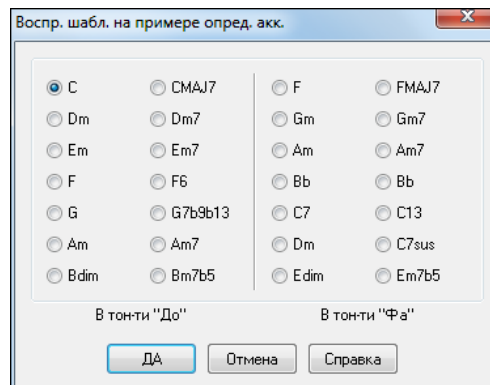 Воспр. шабл. на примере опред. акк.
C CMAJ7 F FMAJ7
Dm Dm7 Gm Gm7
Em Em7 Am Am7
F F6 Bb Bb
G G7b9b13 C7 C13
Am Am7 Dm C7sus
Bdim Bm7b5 Edim Em7b5
В тон-ти "До" В тон-ти "Фа"
ДА Отмена Справка